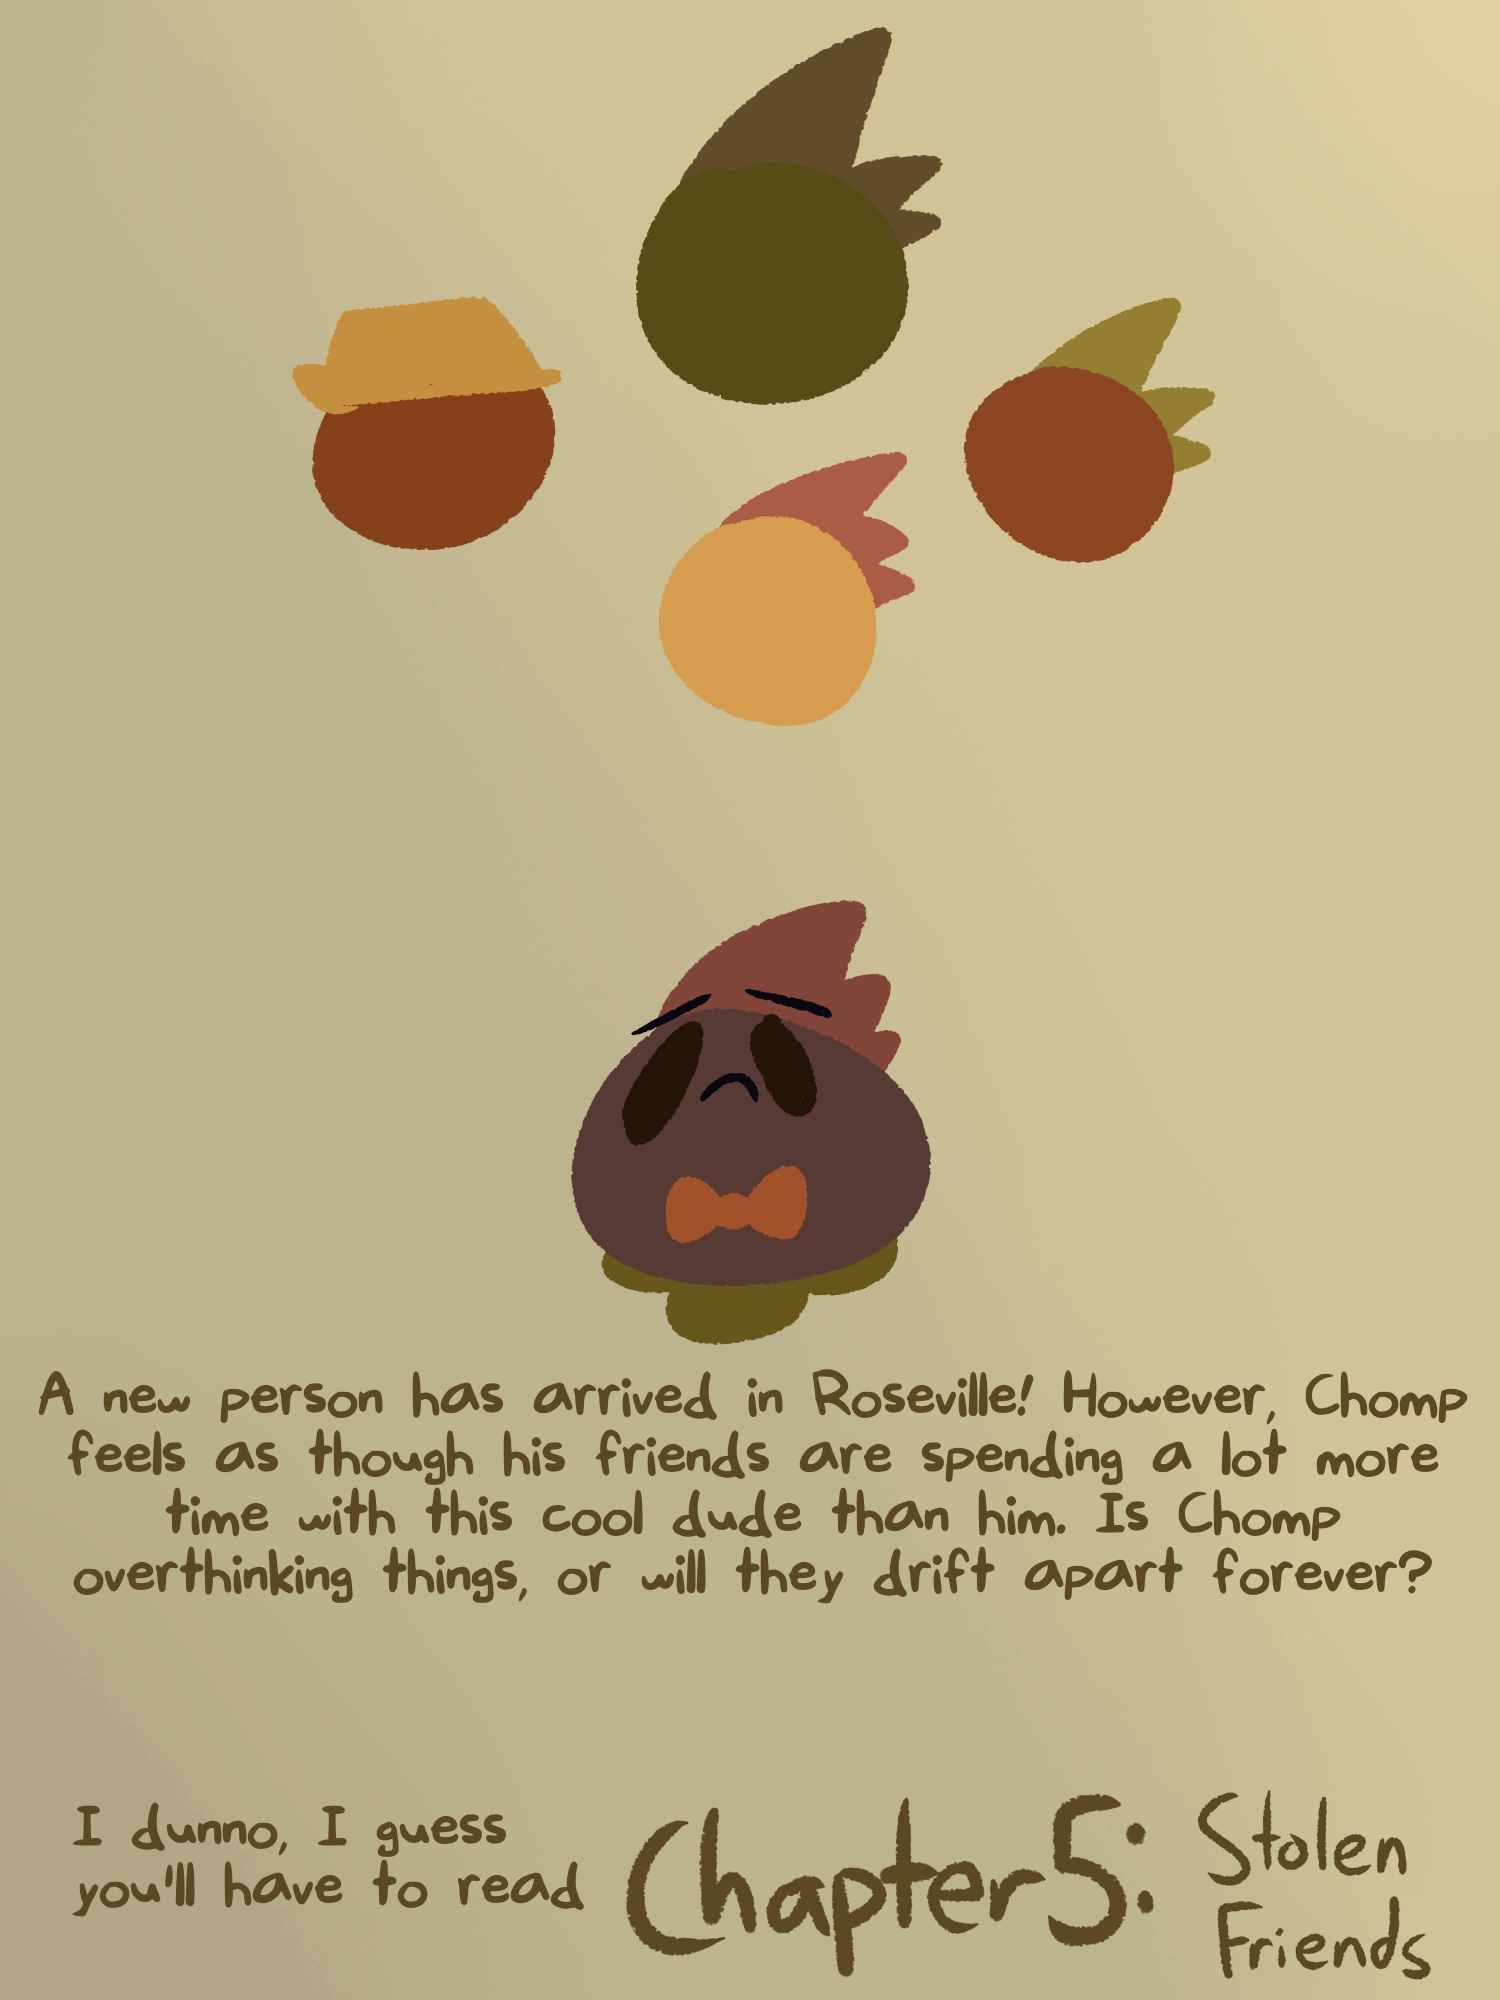 A new person has arrived in Roseville! However, Chomp
feels as though his friends are spending a lot more
time with this cool dude than him. Is Chomp
overthinking things, or will they drift apart forever?
I dunno, I guess
you'll have to read
Chapter 5:
Stolen
Friends